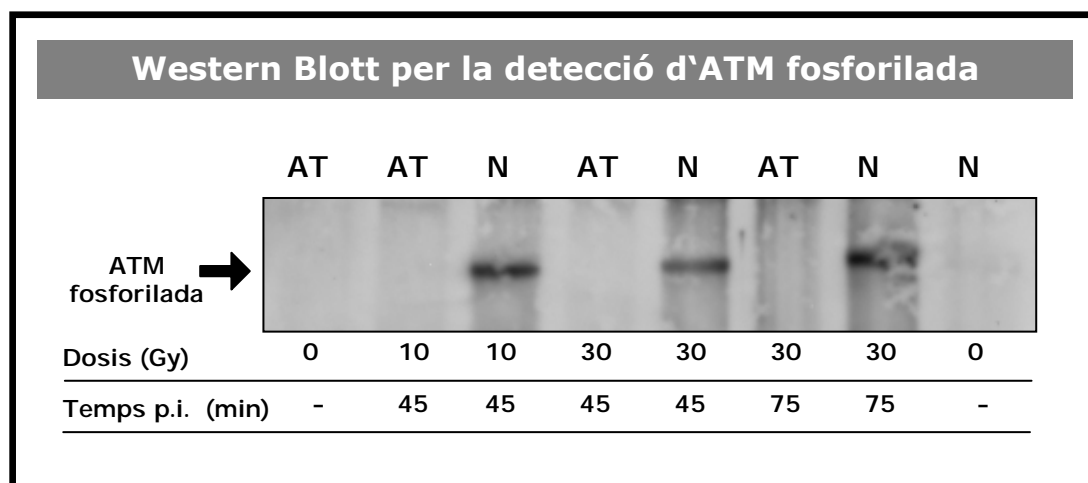 Western Blott per la detecció d‘ATM fosforilada
AT AT N AT N AT N N
ATM
fosforilada
Dosis (Gy) 0 10 10 30 30 30 30 0
Temps p.i. (min) - 45 45 45 45 75 75 -